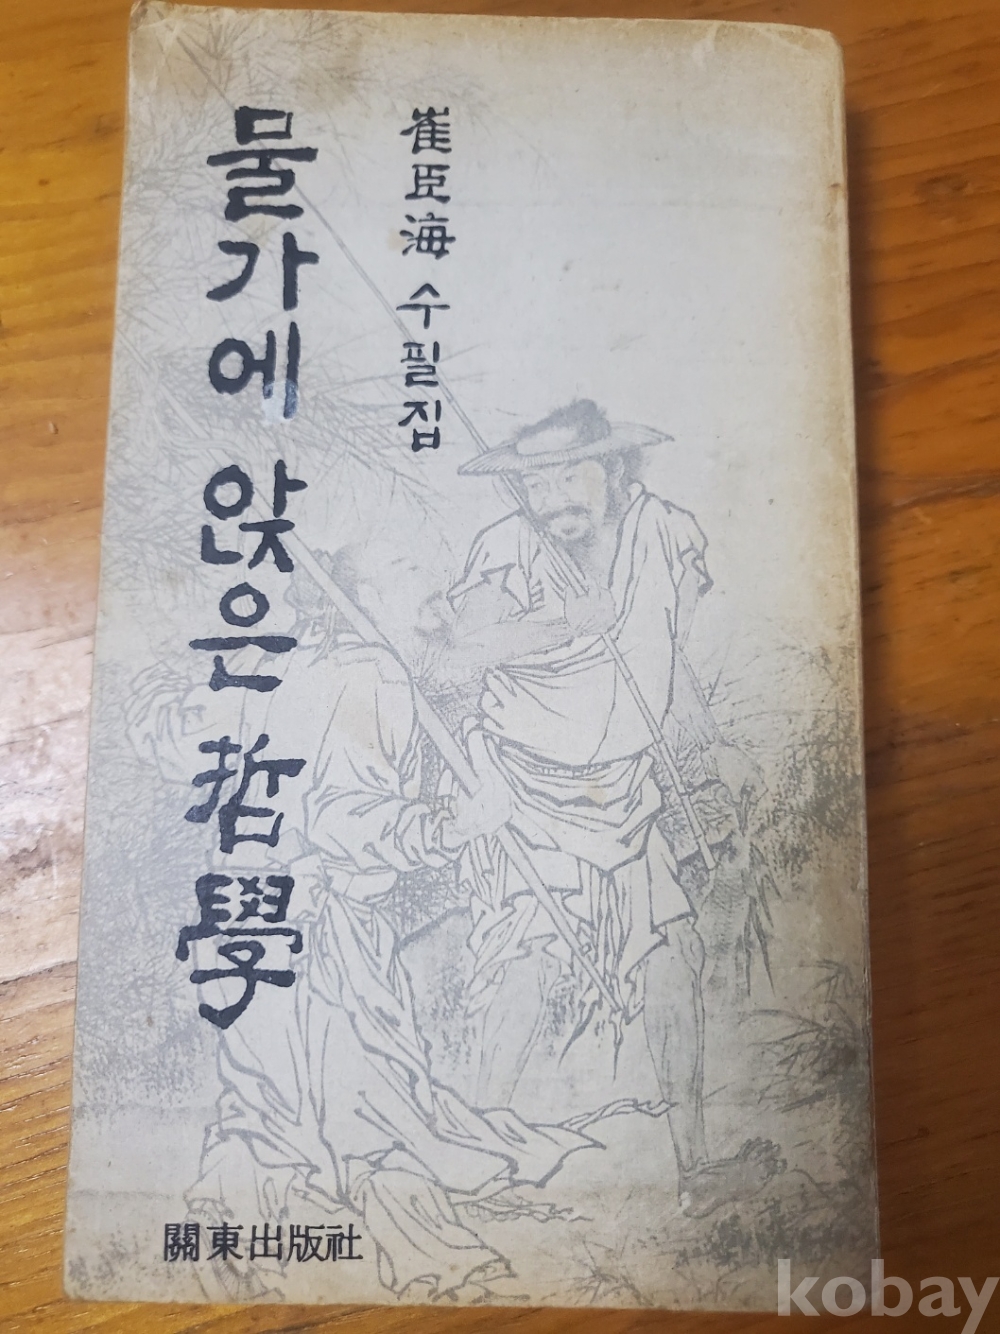 崔臣海 수필집
물가에 앉은 哲學
關東出版社
kobay